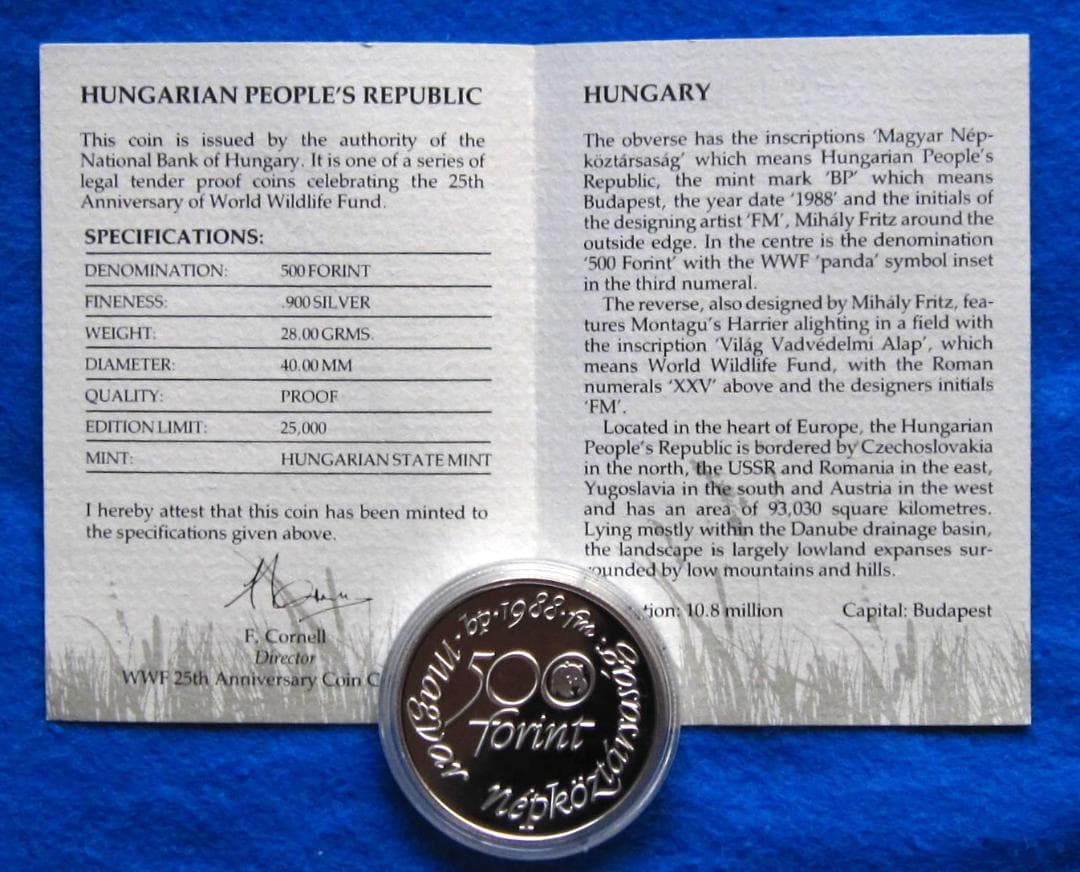 HUNGARIAN PEOPLE'S REPUBLIC
This coin is issued by the authority of the
National Bank of Hungary. It is one of a series of
legal tender proof coins celebrating the 25th
Anniversary of World Wildlife Fund.
SPECIFICATIONS:
DENOMINATION: 500 FORINT
FINENESS: .900 SILVER
WEIGHT: 28.00 GRMS.
DIAMETER: 40.00 MM
QUALITY: PROOF
EDITION LIMIT: 25,000
MINT: HUNGARIAN STATE MINT
I hereby attest that this coin has been minted to
the specifications given above.
F. Cornell
Director
WWF 25th Anniversary Coin C
HUNGARY
The obverse has the inscriptions 'Magyar Nép-
köztársaság' which means Hungarian People's
Republic, the mint mark 'BP' which means
Budapest, the year date '1988' and the initials of
the designing artist 'FM', Mihály Fritz around the
outside edge. In the centre is the denomination
'500 Forint' with the WWF 'panda' symbol inset
in the third numeral.
The reverse, also designed by Mihály Fritz, fea-
tures Montagu's Harrier alighting in a field with
the inscription 'Világ Vadvédelmi Alap', which
means World Wildlife Fund, with the Roman
numerals 'XXV' above and the designers initials
'FM'.
Located in the heart of Europe, the Hungarian
People's Republic is bordered by Czechoslovakia
in the north, the USSR and Romania in the east,
Yugoslavia in the south and Austria in the west
and has an area of 93,030 square kilometres.
Lying mostly within the Danube drainage basin,
the landscape is largely lowland expanses sur-
rounded by low mountains and hills.
tion: 10.8 million Capital: Budapest
bp · 1988 · fm ·
Magyar Népköztársaság
500
Forint